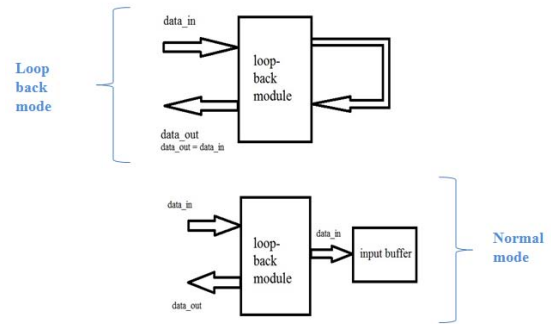 data_in
Loop
back
mode
loop-
back
module
data_out
data_out = data_in
data_in
loop-
back
module
data_in
input buffer
data_out
Normal
mode